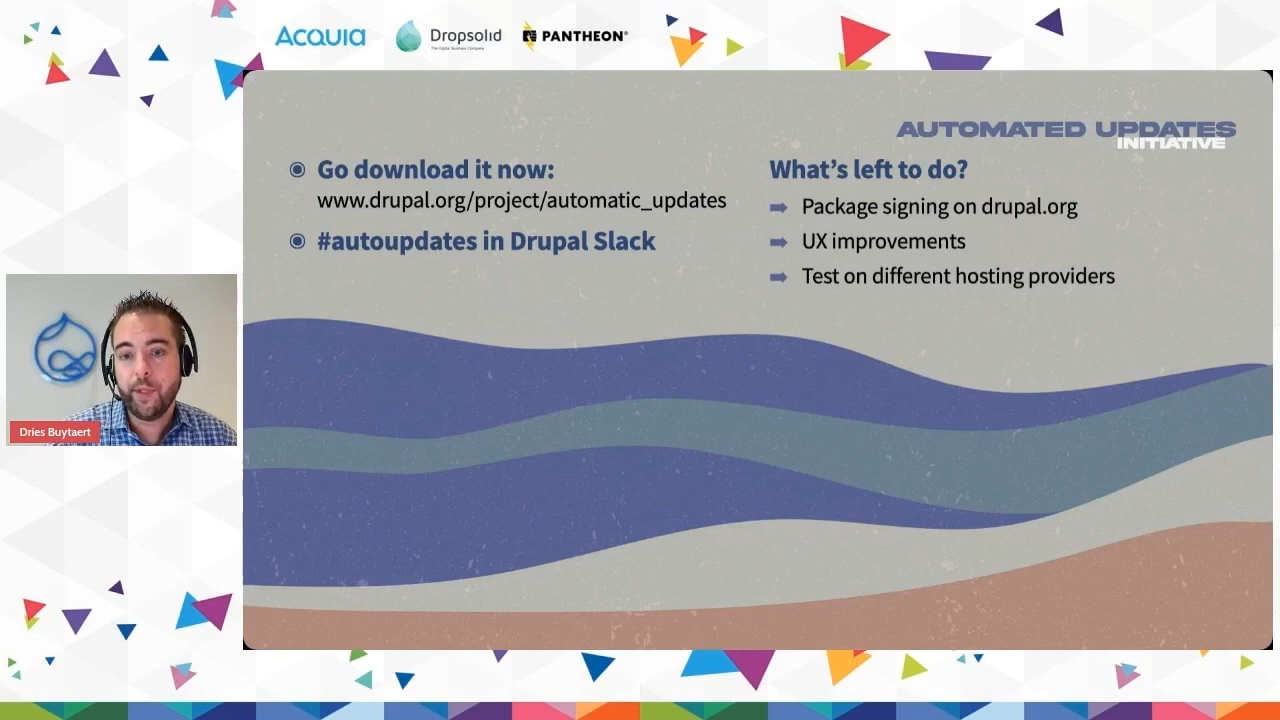 Acquia
Dropsolid
The Digital Business Company
PANTHEON®
AUTOMATED UPDATES
INITIATIVE
Go download it now:
www.drupal.org/project/automatic_updates
#autoupdates in Drupal Slack
What's left to do?
Package signing on drupal.org
UX improvements
Test on different hosting providers
Dries Buytaert